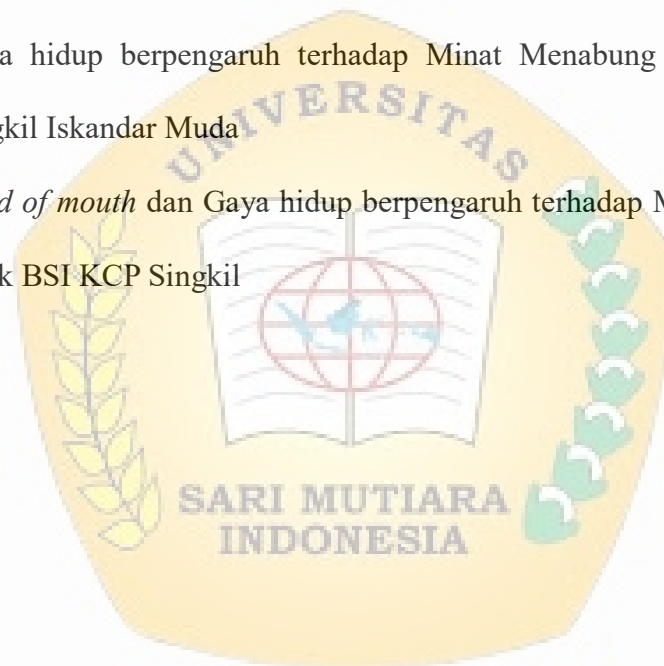 a hidup berpengaruh terhadap Minat Menabung
gkil Iskandar Muda
d of mouth dan Gaya hidup berpengaruh terhadap M
k BSI KCP Singkil
UNIVERSITAS
SARI MUTIARA
INDONESIA